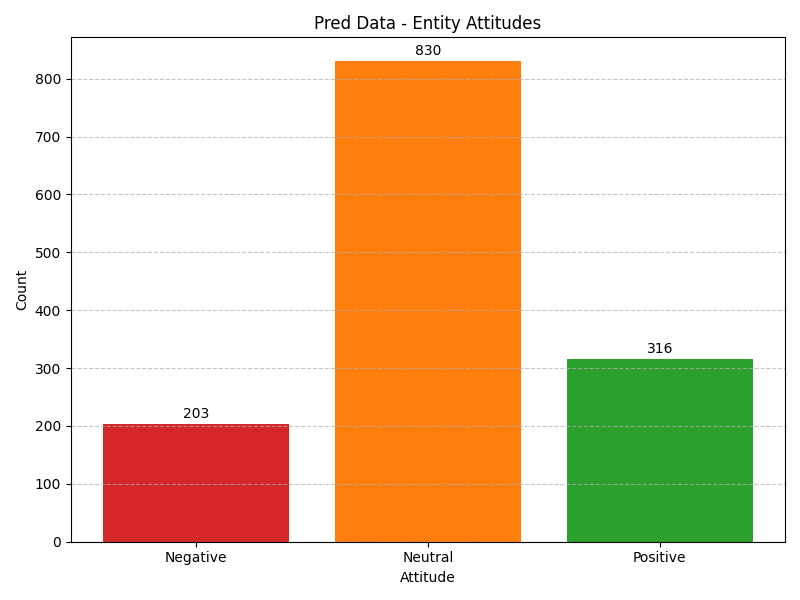 Pred Data - Entity Attitudes
830
800
700
600
500
400
316
300
203
200
100
0
Count
Negative
Neutral
Positive
Attitude